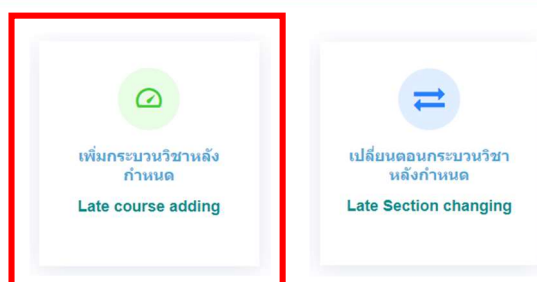 เพิ่มกระบวนวิชาหลัง
กำหนด
Late course adding
เปลี่ยนตอนกระบวนวิชา
หลังกำหนด
Late Section changing